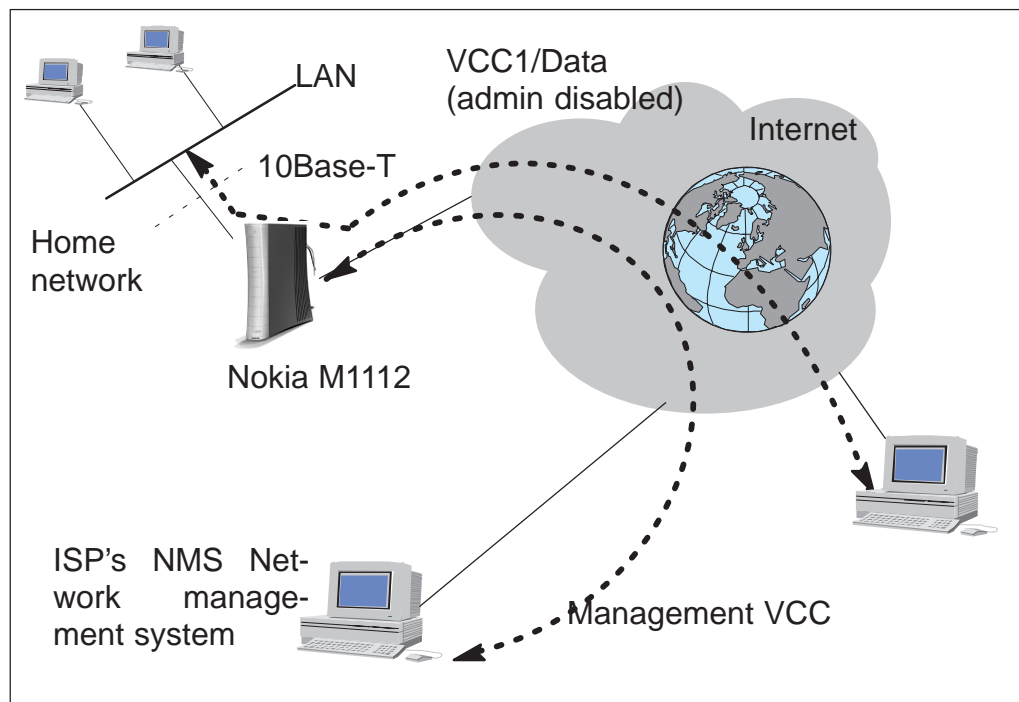 VCC1/Data
(admin disabled)
LAN
Internet
10Base-T
Home
network
Nokia M1112
ISP's NMS Net-
work manage-
ment system
Management VCC